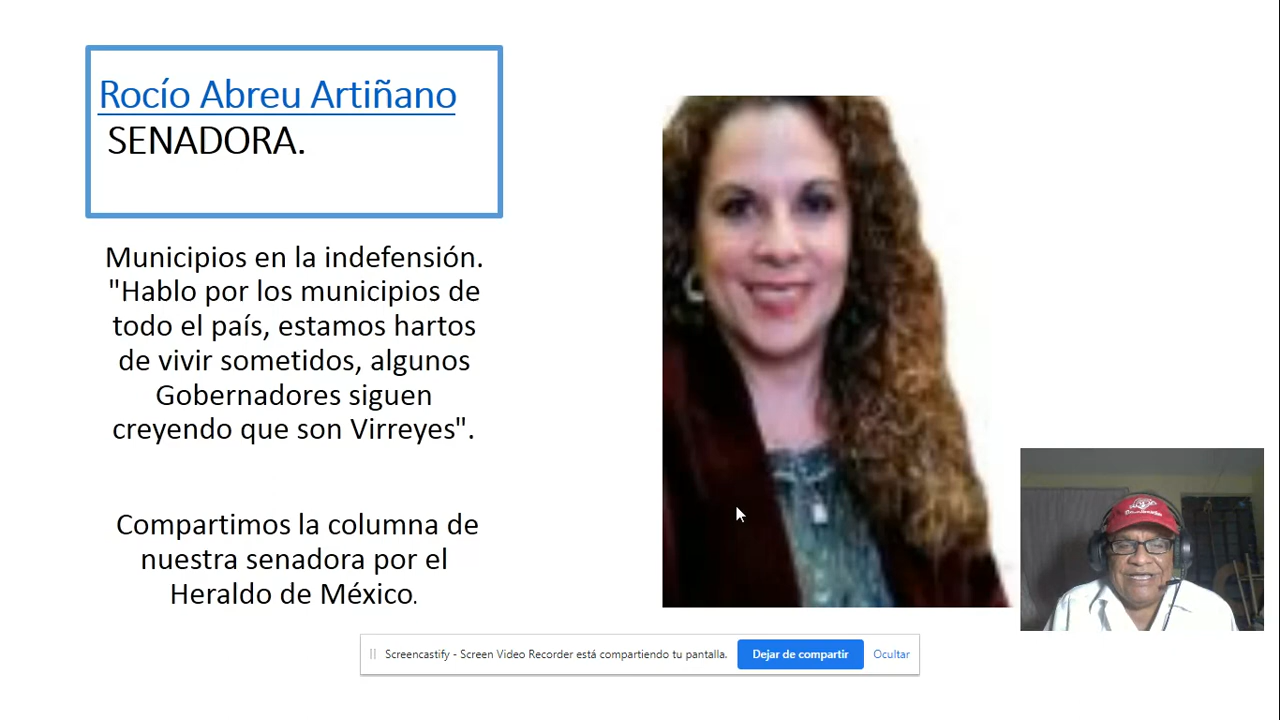 Rocío Abreu Artiñano
SENADORA.
Municipios en la indefensión.
"Hablo por los municipios de
todo el país, estamos hartos
de vivir sometidos, algunos
Gobernadores siguen
creyendo que son Virreyes".
Compartimos la columna de
nuestra senadora por el
Heraldo de México.
Screencastify - Screen Video Recorder está compartiendo tu pantalla.
Dejar de compartir
Ocultar